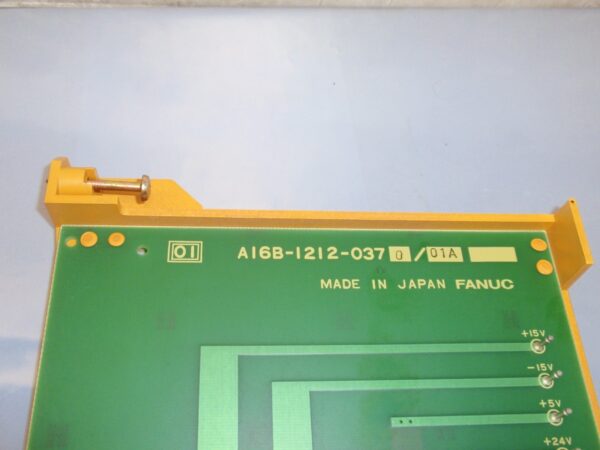 01 A16B-1212-0370/01A
MADE IN JAPAN FANUC
+15V
-15V
+5V
+24V